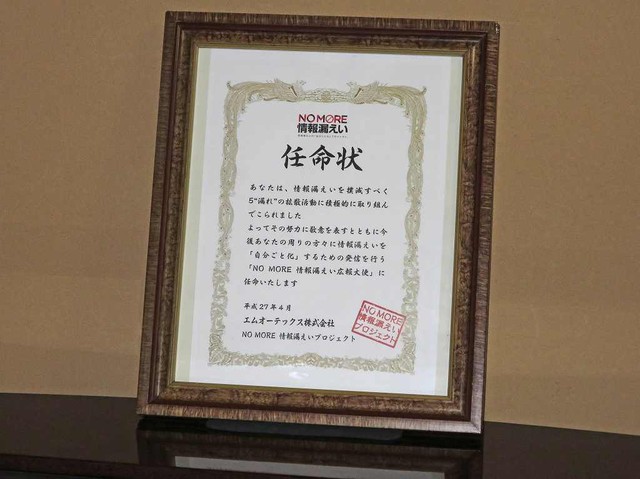 NO MORE
情報漏えい
任命状
あなたは、情報漏えいを撲滅すべく
5“漏れ”の拡散活動に積極的に取り組ん
でこられました
よってその努力に敬意を表すとともに今
後あなたの周りの方々に情報漏えいを
「自分ごと化」するための発信を行う
「NO MORE 情報漏えい広報大使」に
任命いたします
平成27年4月
エムオーテックス株式会社
NO MORE 情報漏えいプロジェクト
NO MORE
情報漏えい
プロジェクト